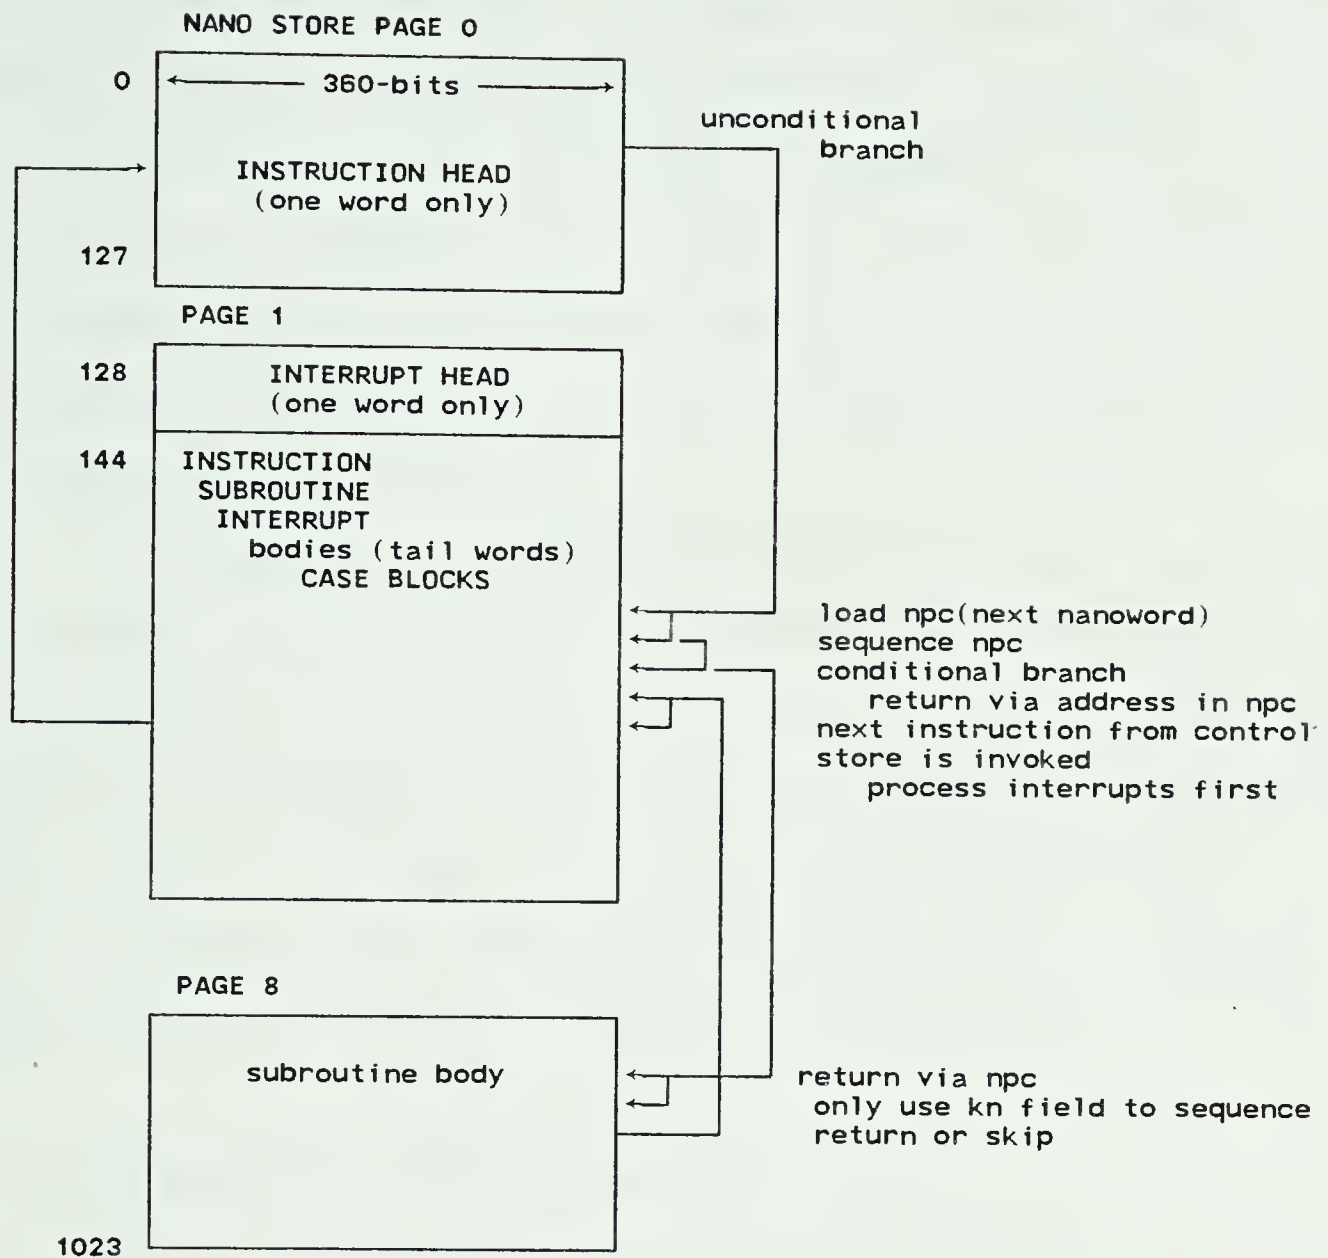 NANO STORE PAGE 0
0
360-bits
unconditional
branch
INSTRUCTION HEAD
(one word only)
127
PAGE 1
128
INTERRUPT HEAD
(one word only)
144
INSTRUCTION
SUBROUTINE
INTERRUPT
bodies (tail words)
CASE BLOCKS
load npc(next nanoword)
sequence npc
conditional branch
return via address in npc
next instruction from control
store is invoked
process interrupts first
PAGE 8
subroutine body
return via npc
only use kn field to sequence
return or skip
1023